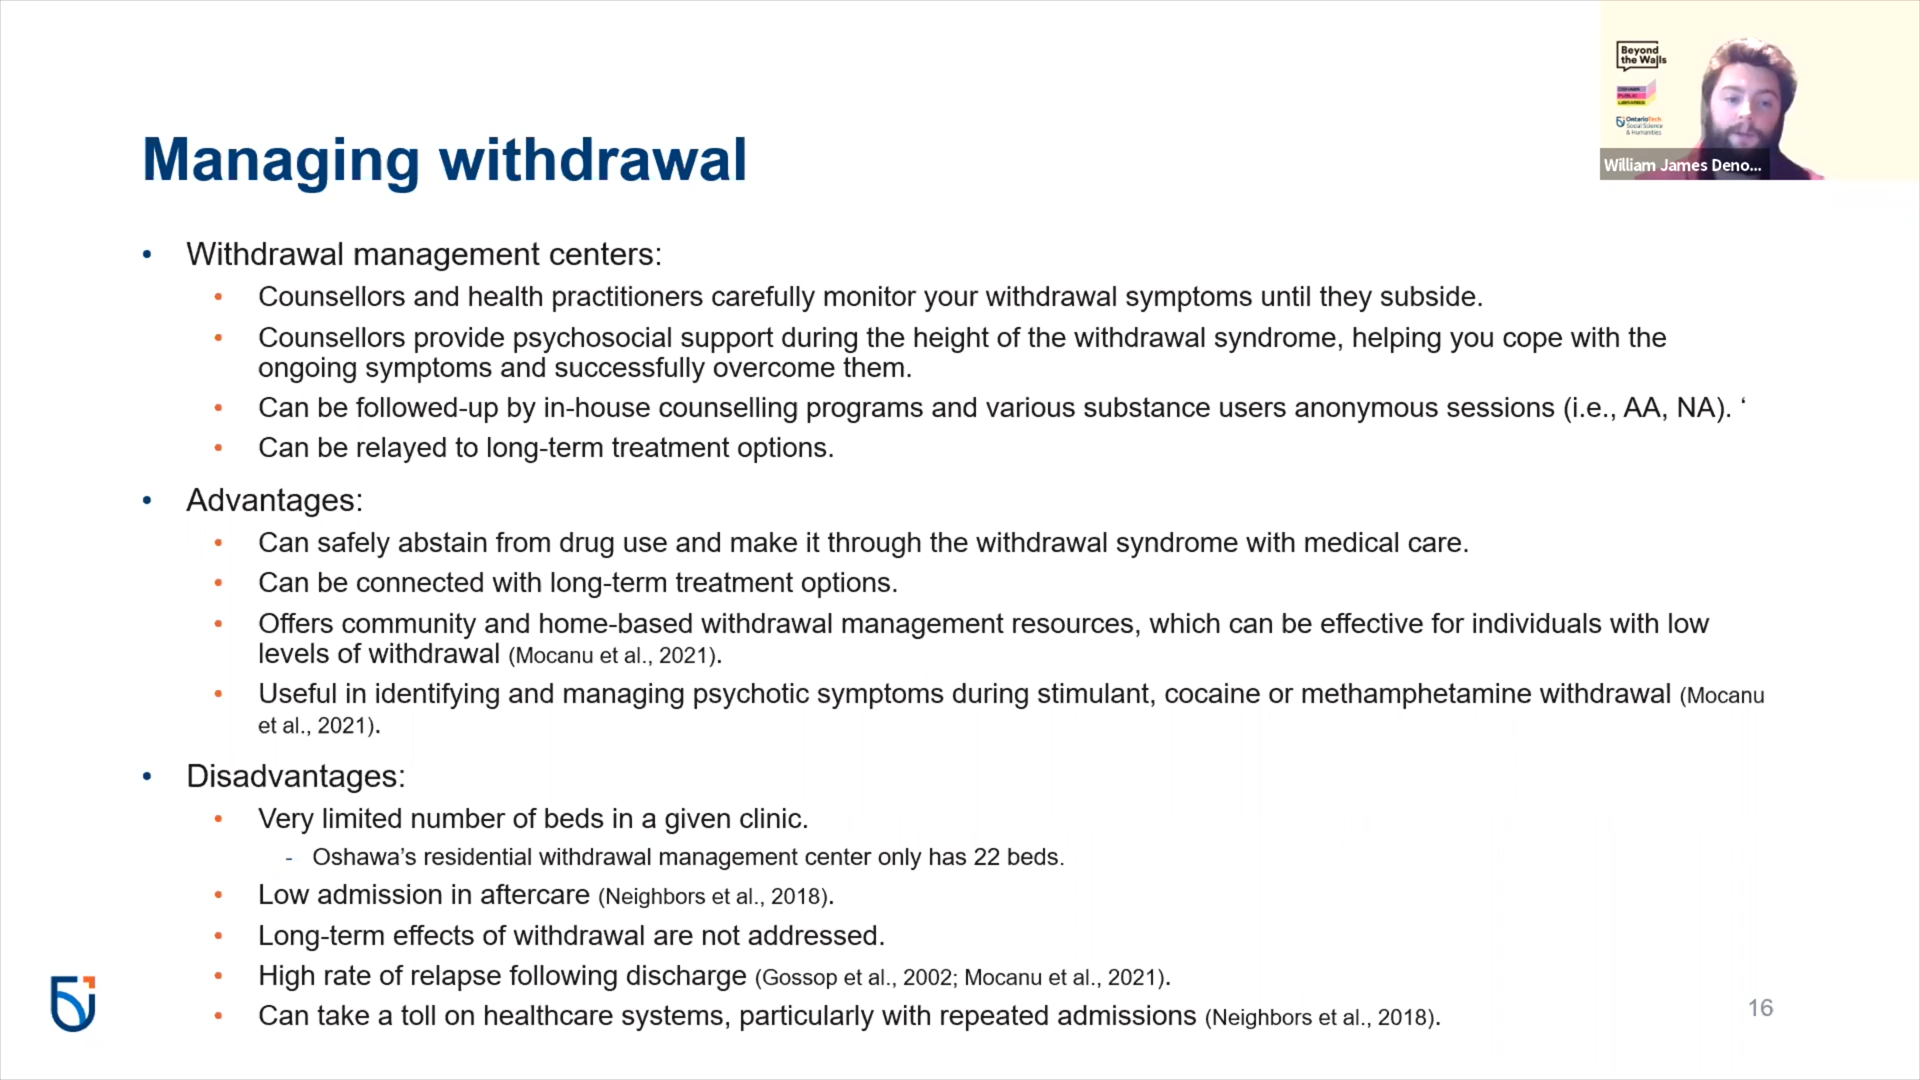 Beyond
the Walls
OSHAWA
PUBLIC
LIBRARIES
OntarioTech
Social Science
& Humanities
William James Deno...
Managing withdrawal
• Withdrawal management centers:
• Counsellors and health practitioners carefully monitor your withdrawal symptoms until they subside.
• Counsellors provide psychosocial support during the height of the withdrawal syndrome, helping you cope with the
ongoing symptoms and successfully overcome them.
• Can be followed-up by in-house counselling programs and various substance users anonymous sessions (i.e., AA, NA). ‘
• Can be relayed to long-term treatment options.
• Advantages:
• Can safely abstain from drug use and make it through the withdrawal syndrome with medical care.
• Can be connected with long-term treatment options.
• Offers community and home-based withdrawal management resources, which can be effective for individuals with low
levels of withdrawal (Mocanu et al., 2021).
• Useful in identifying and managing psychotic symptoms during stimulant, cocaine or methamphetamine withdrawal (Mocanu
et al., 2021).
• Disadvantages:
• Very limited number of beds in a given clinic.
- Oshawa’s residential withdrawal management center only has 22 beds.
• Low admission in aftercare (Neighbors et al., 2018).
• Long-term effects of withdrawal are not addressed.
• High rate of relapse following discharge (Gossop et al., 2002; Mocanu et al., 2021).
• Can take a toll on healthcare systems, particularly with repeated admissions (Neighbors et al., 2018).
16